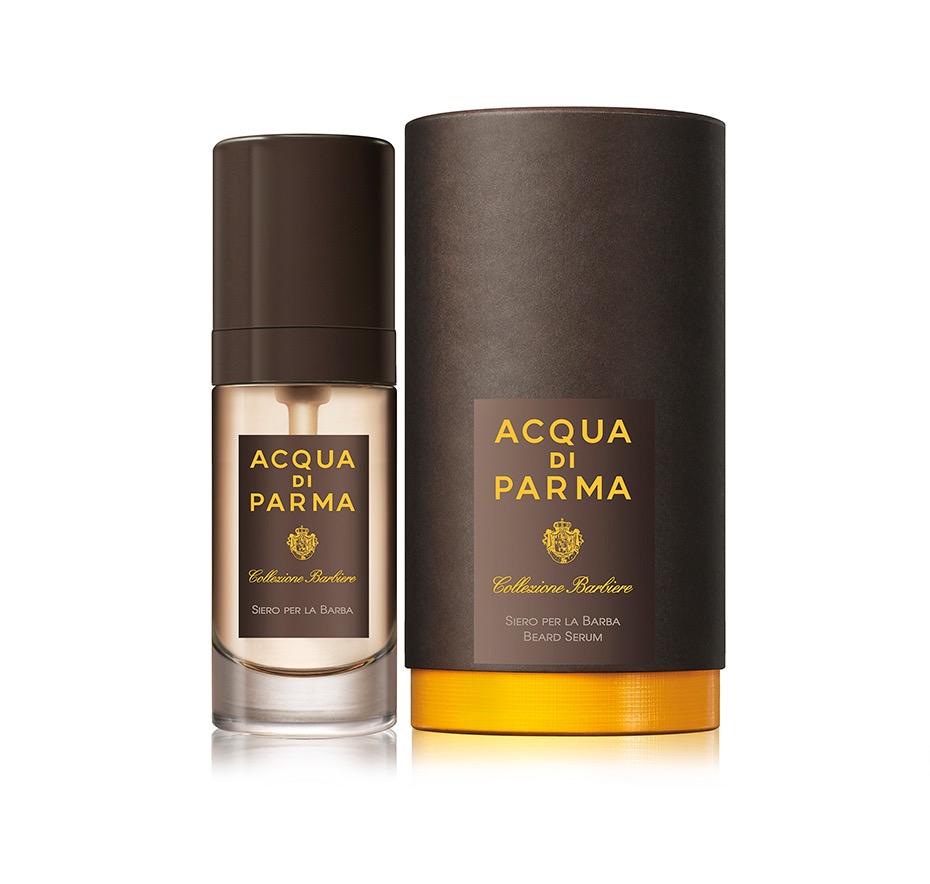 ACQUA
DI
PARMA
Collezione Barbiere
SIERO PER LA BARBA
ACQUA
DI
PARMA
Collezione Barbiere
SIERO PER LA BARBA
BEARD SERUM